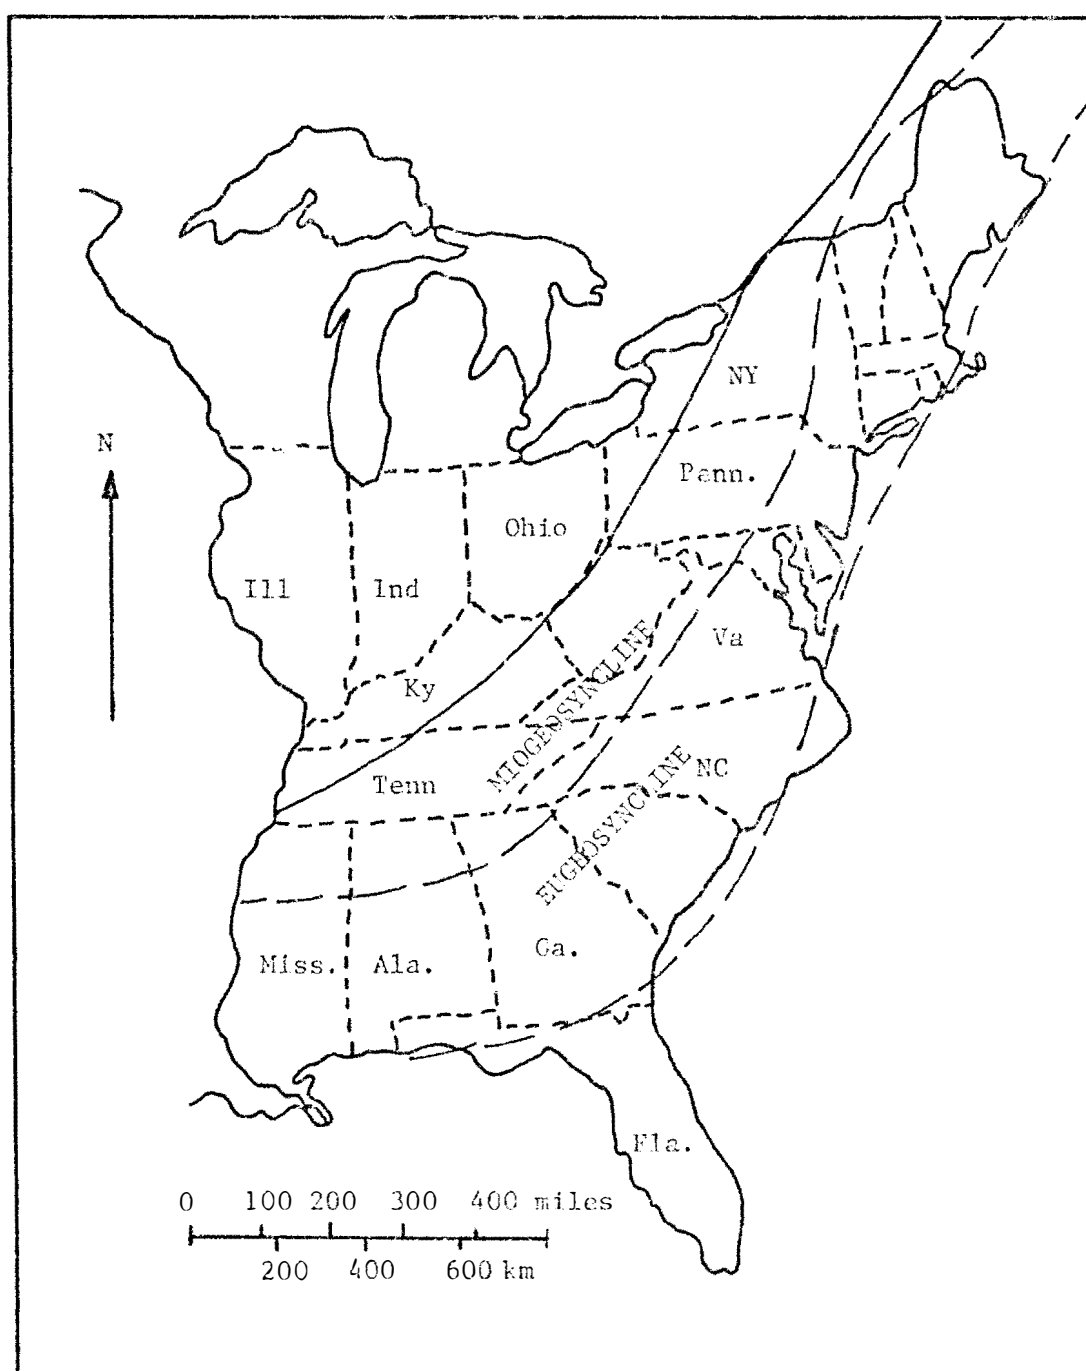 NY
N
Penn.
Ohio
Ill
Ind
Va
MIOGEOSYNCLINE
Ky
NC
Tenn
EUGHOSYNCLINE
Ga.
Miss.
Ala.
Fla.
0 100 200 300 400 miles
200 400 600 km